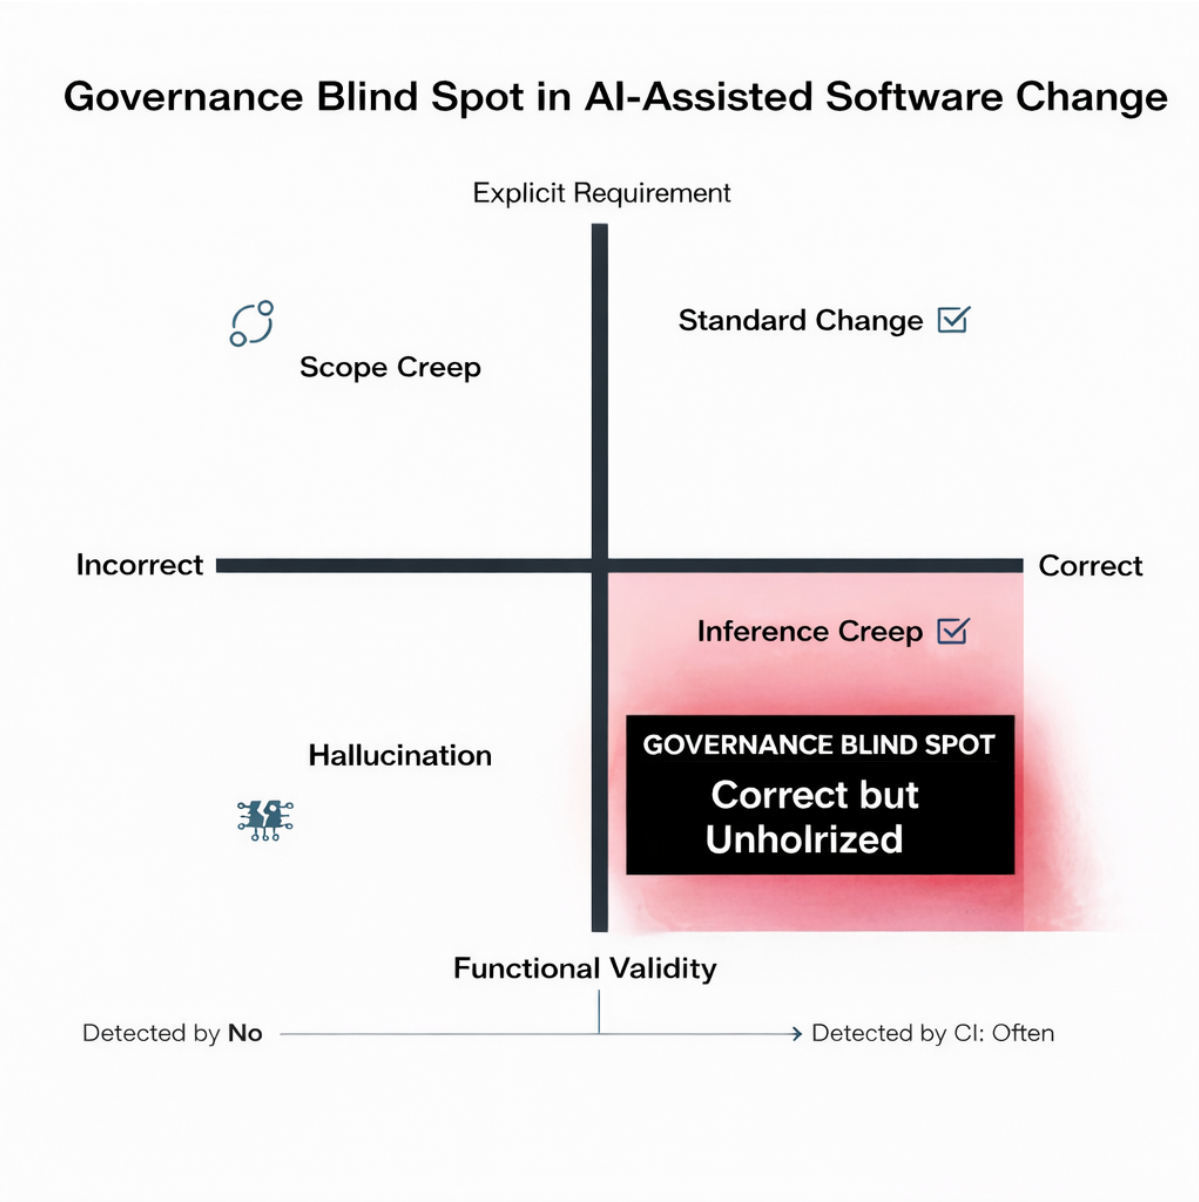 Governance Blind Spot in AI-Assisted Software Change
Explicit Requirement
Standard Change
Scope Creep
Incorrect
Correct
Inference Creep
GOVERNANCE BLIND SPOT
Correct but
Unholrized
Hallucination
Functional Validity
Detected by No
Detected by CI: Often